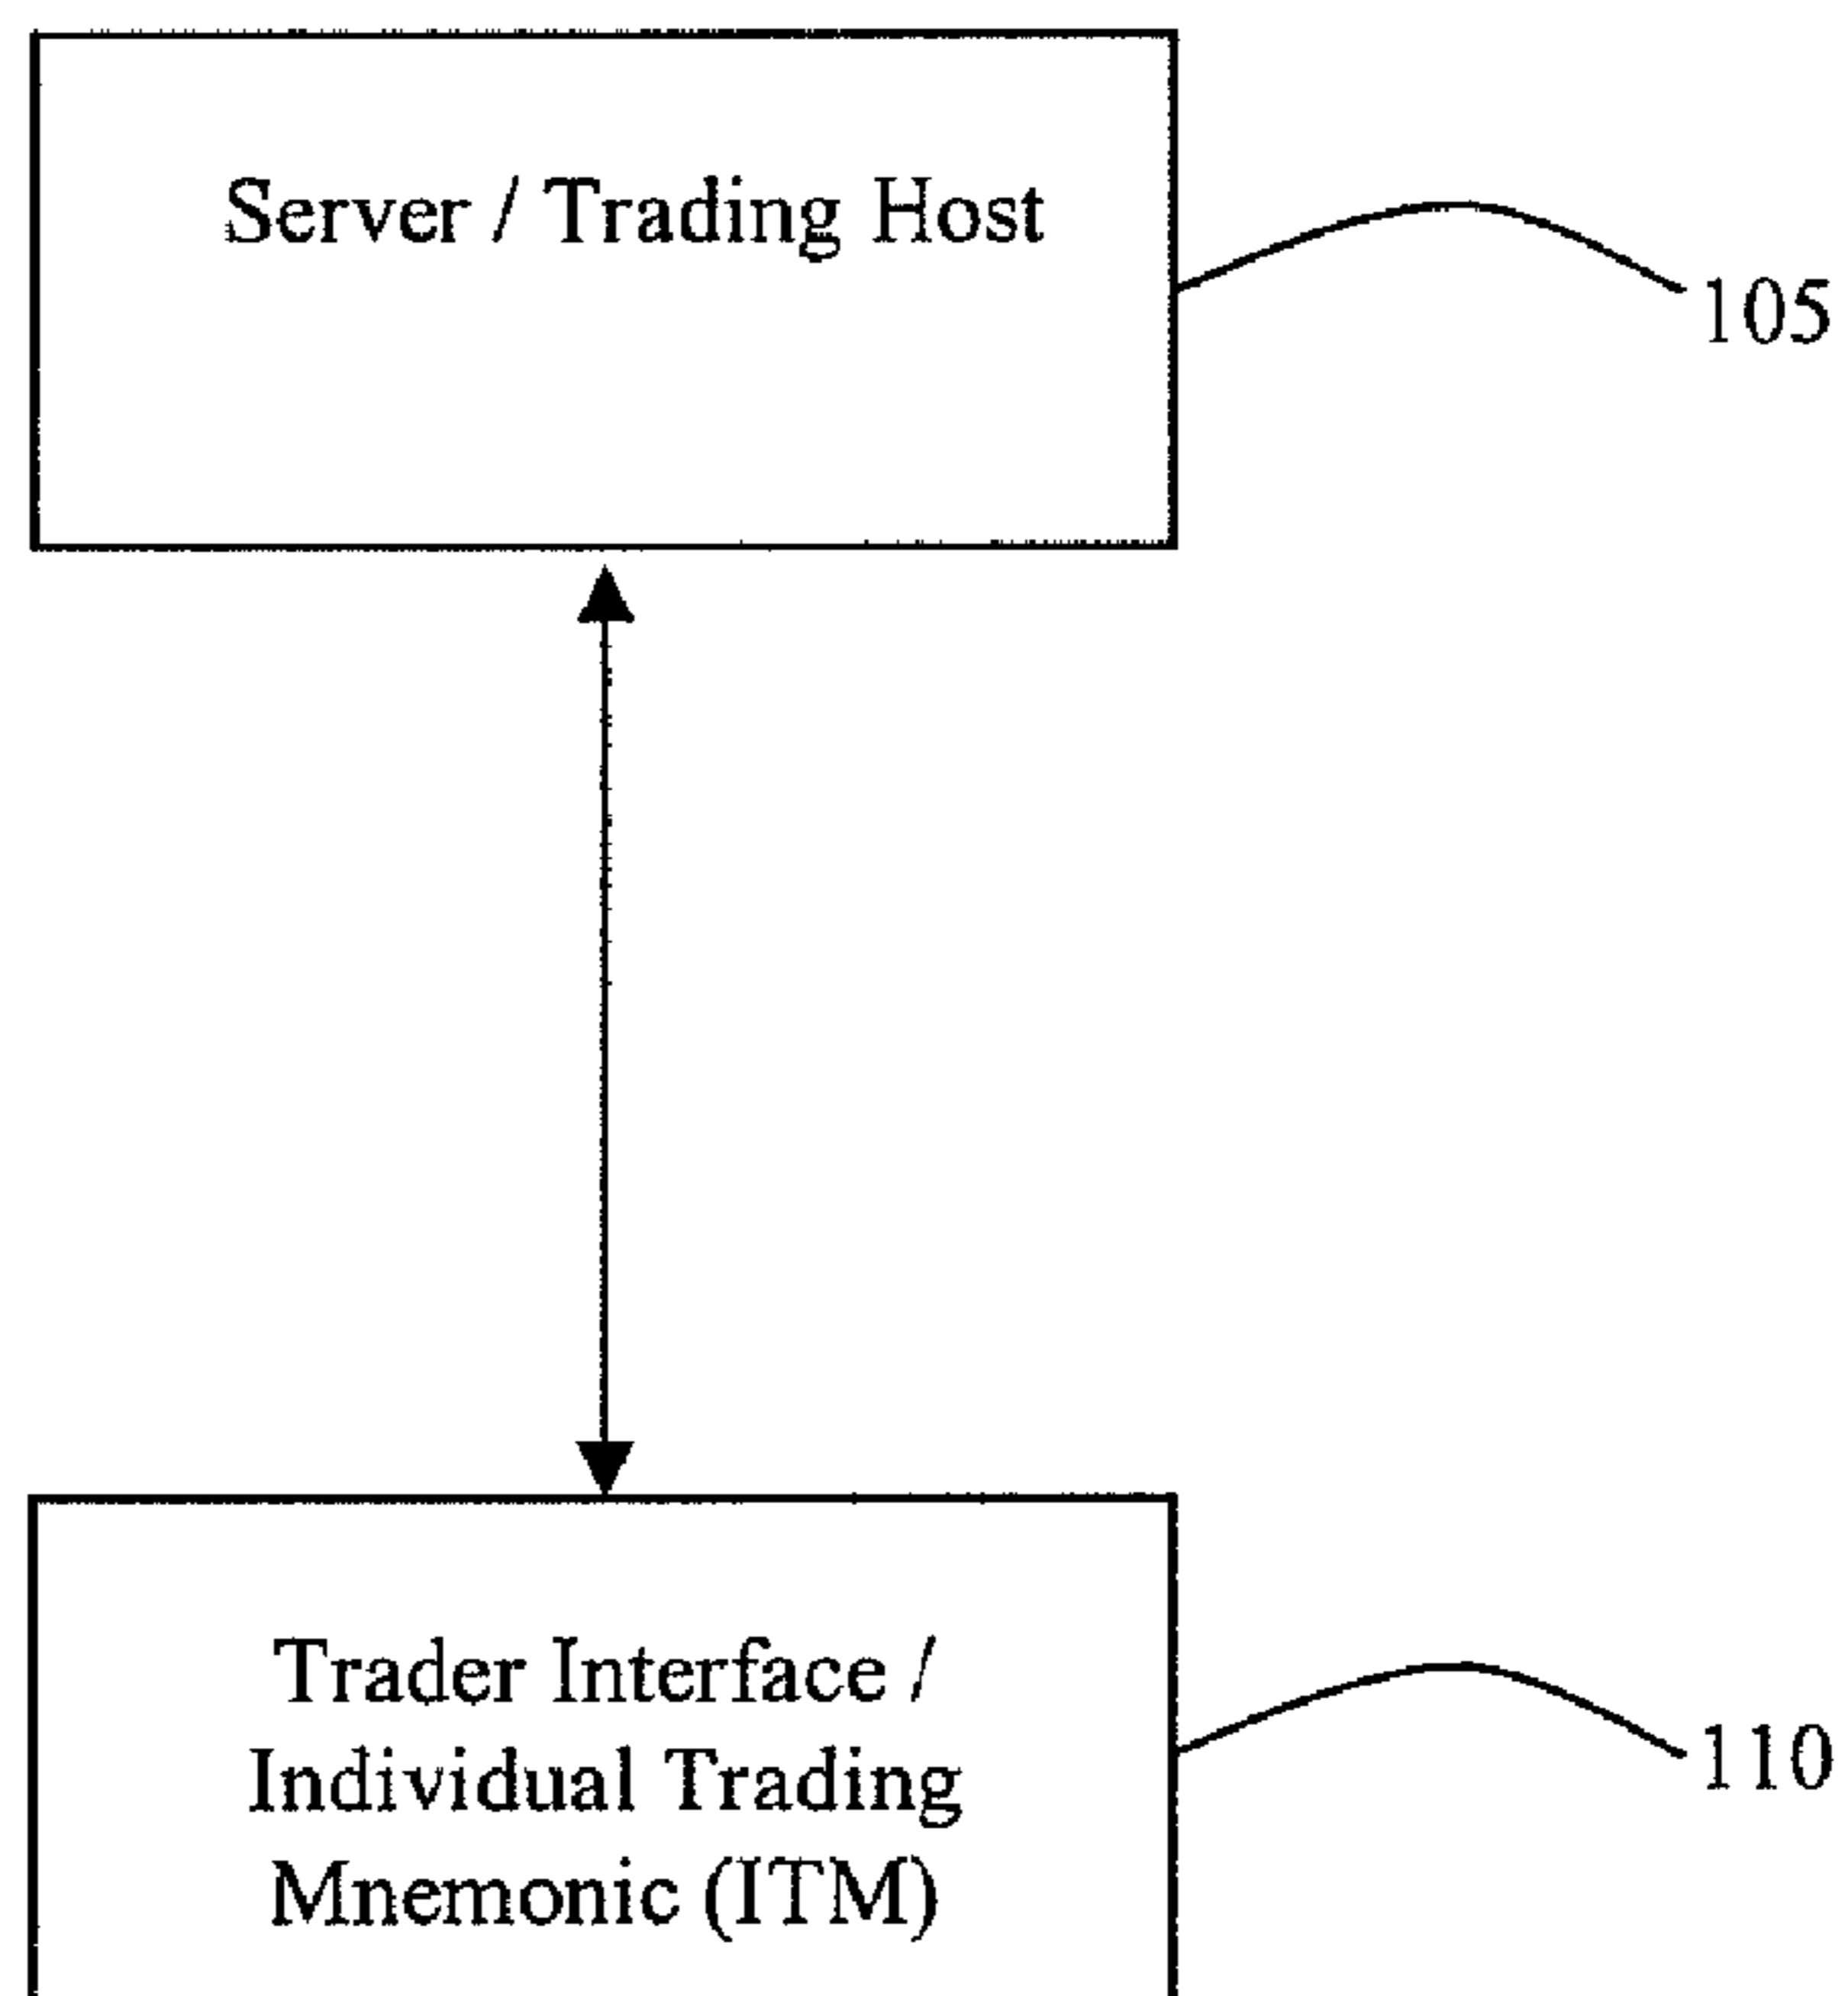 Server / Trading Host
105
Trader Interface /
Individual Trading
Mnemonic (ITM)
110